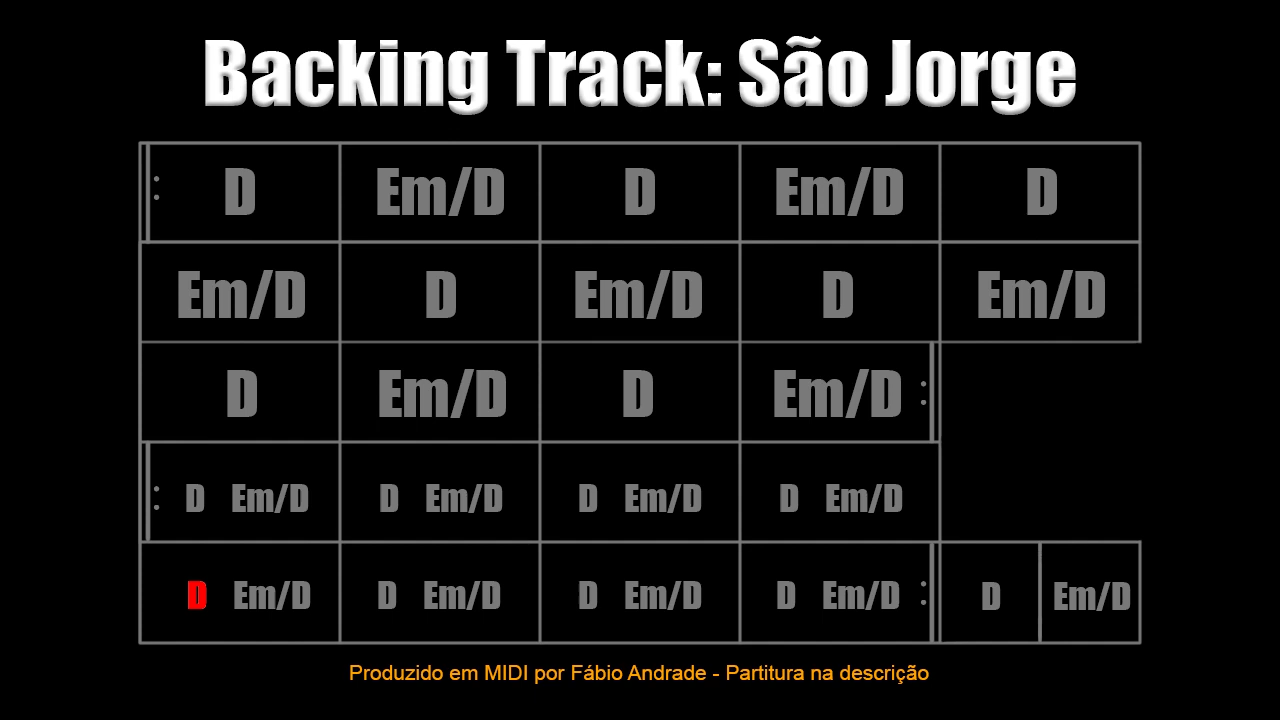 Backing Track: São Jorge
: D Em/D D Em/D D
Em/D D Em/D D Em/D
D Em/D D Em/D :
: D Em/D D Em/D D Em/D D Em/D
D Em/D D Em/D D Em/D D Em/D : D Em/D
Produzido em MIDI por Fábio Andrade - Partitura na descrição